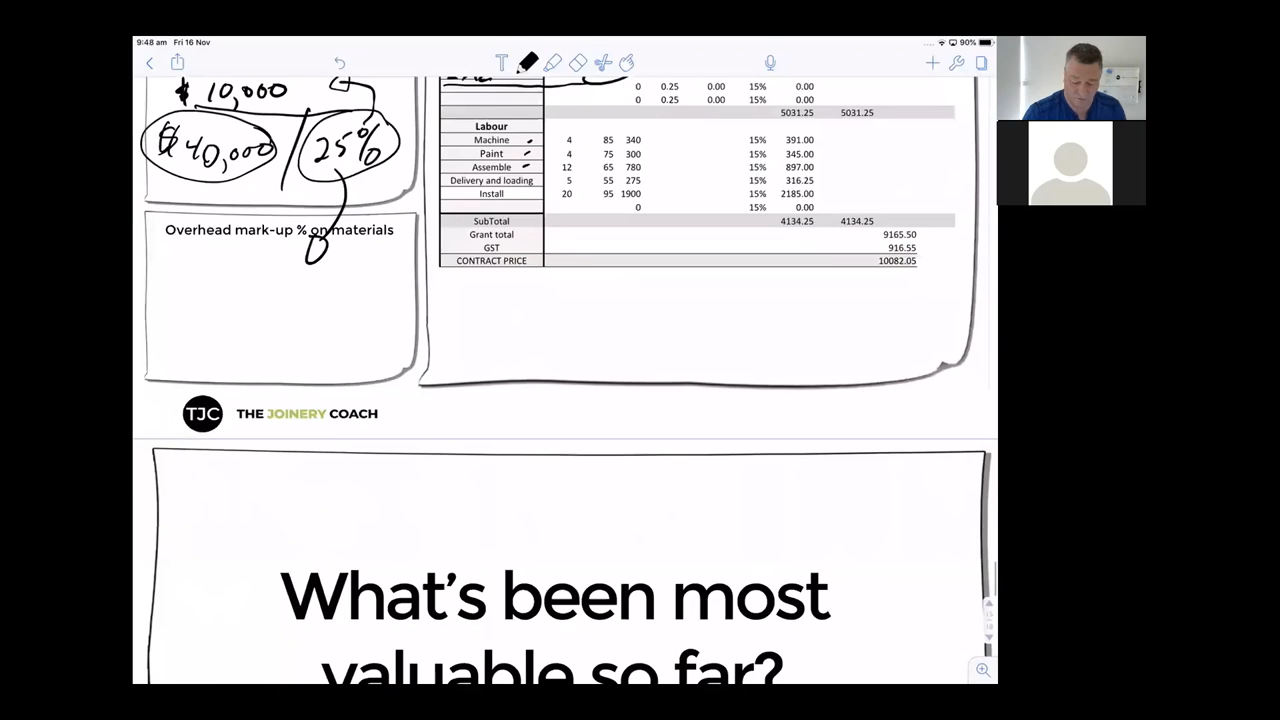 9:48 am Fri 16 Nov
90%
T
$ 10,000
$40,000 / 25%
Overhead mark-up % on materials
0 0.25 0.00 15% 0.00
0 0.25 0.00 15% 0.00
5031.25 5031.25
Labour
Machine 4 85 340 15% 391.00
Paint 4 75 300 15% 345.00
Assemble 12 65 780 15% 897.00
Delivery and loading 5 55 275 15% 316.25
Install 20 95 1900 15% 2185.00
0 15% 0.00
SubTotal 4134.25 4134.25
Grant total 9165.50
GST 916.55
CONTRACT PRICE 10082.05
TJC THE JOINERY COACH
What's been most
valuable so far?